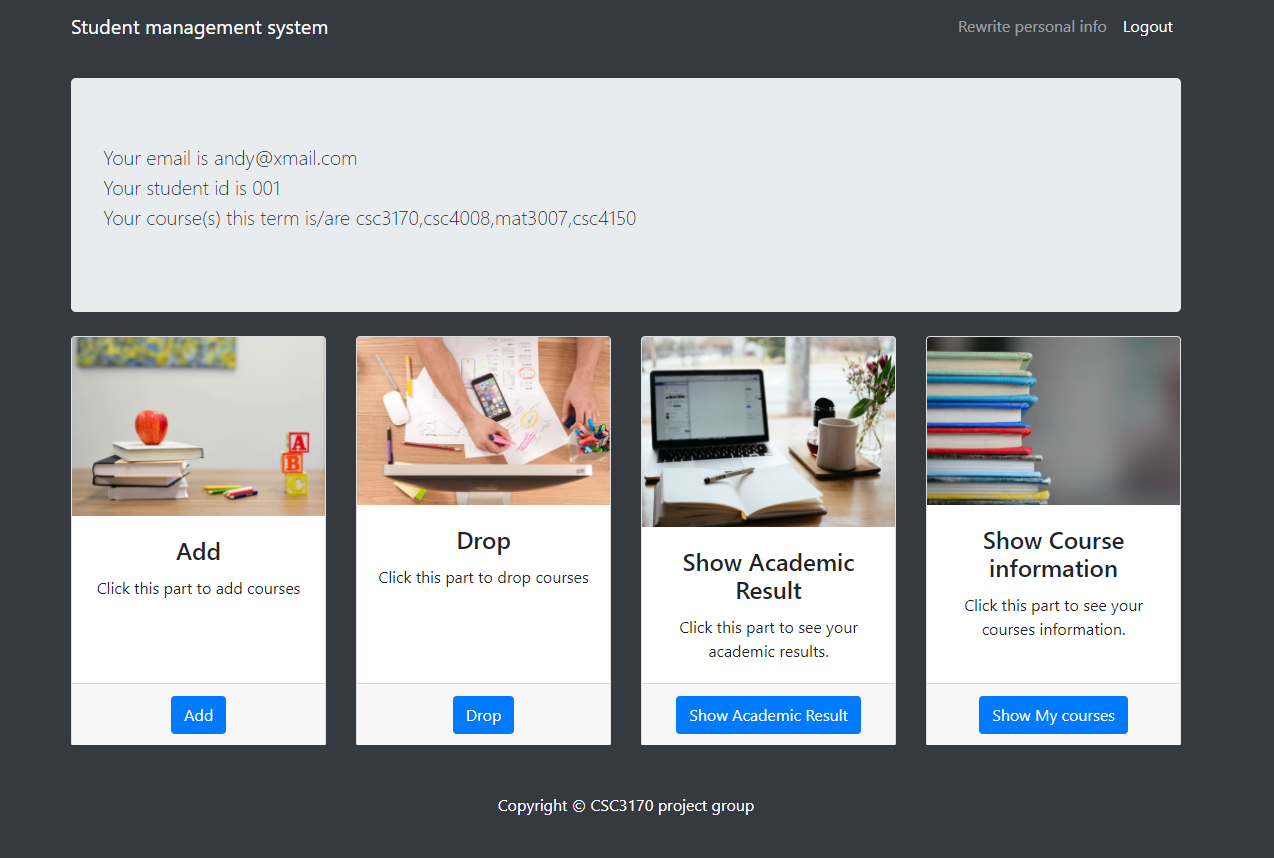 Student management system
Rewrite personal info
Logout
Your email is andy@xmail.com
Your student id is 001
Your course(s) this term is/are csc3170,csc4008,mat3007,csc4150
A
B
C
Add
Click this part to add courses
Add
Drop
Click this part to drop courses
Drop
Show Academic
Result
Click this part to see your
academic results.
Show Academic Result
Show Course
information
Click this part to see your
courses information.
Show My courses
Copyright © CSC3170 project group